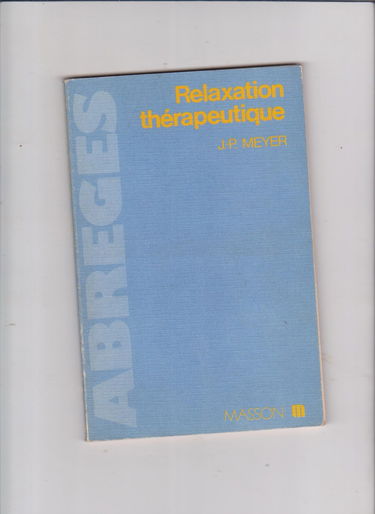 Relaxation
thérapeutique
J-P. MEYER
ABREGES
MASSON